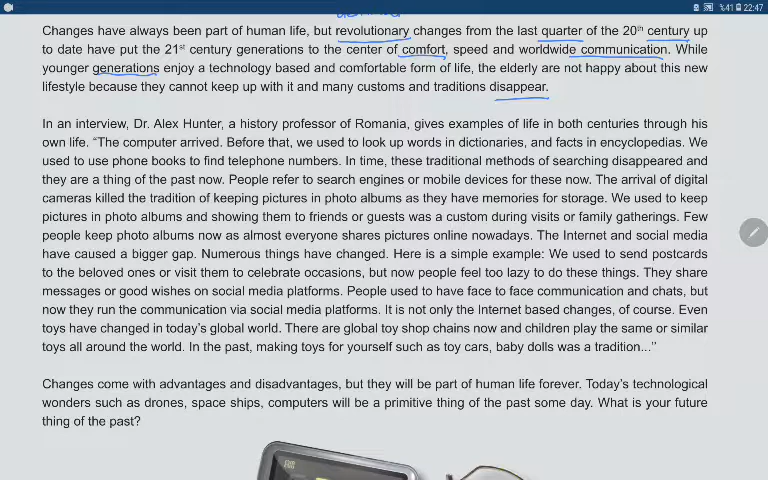 %41 22:47
Changes have always been part of human life, but revolutionary changes from the last quarter of the 20th century up
to date have put the 21st century generations to the center of comfort, speed and worldwide communication. While
younger generations enjoy a technology based and comfortable form of life, the elderly are not happy about this new
lifestyle because they cannot keep up with it and many customs and traditions disappear.
In an interview, Dr. Alex Hunter, a history professor of Romania, gives examples of life in both centuries through his
own life. “The computer arrived. Before that, we used to look up words in dictionaries, and facts in encyclopedias. We
used to use phone books to find telephone numbers. In time, these traditional methods of searching disappeared and
they are a thing of the past now. People refer to search engines or mobile devices for these now. The arrival of digital
cameras killed the tradition of keeping pictures in photo albums as they have memories for storage. We used to keep
pictures in photo albums and showing them to friends or guests was a custom during visits or family gatherings. Few
people keep photo albums now as almost everyone shares pictures online nowadays. The Internet and social media
have caused a bigger gap. Numerous things have changed. Here is a simple example: We used to send postcards
to the beloved ones or visit them to celebrate occasions, but now people feel too lazy to do these things. They share
messages or good wishes on social media platforms. People used to have face to face communication and chats, but
now they run the communication via social media platforms. It is not only the Internet based changes, of course. Even
toys have changed in today’s global world. There are global toy shop chains now and children play the same or similar
toys all around the world. In the past, making toys for yourself such as toy cars, baby dolls was a tradition...’’
Changes come with advantages and disadvantages, but they will be part of human life forever. Today’s technological
wonders such as drones, space ships, computers will be a primitive thing of the past some day. What is your future
thing of the past?